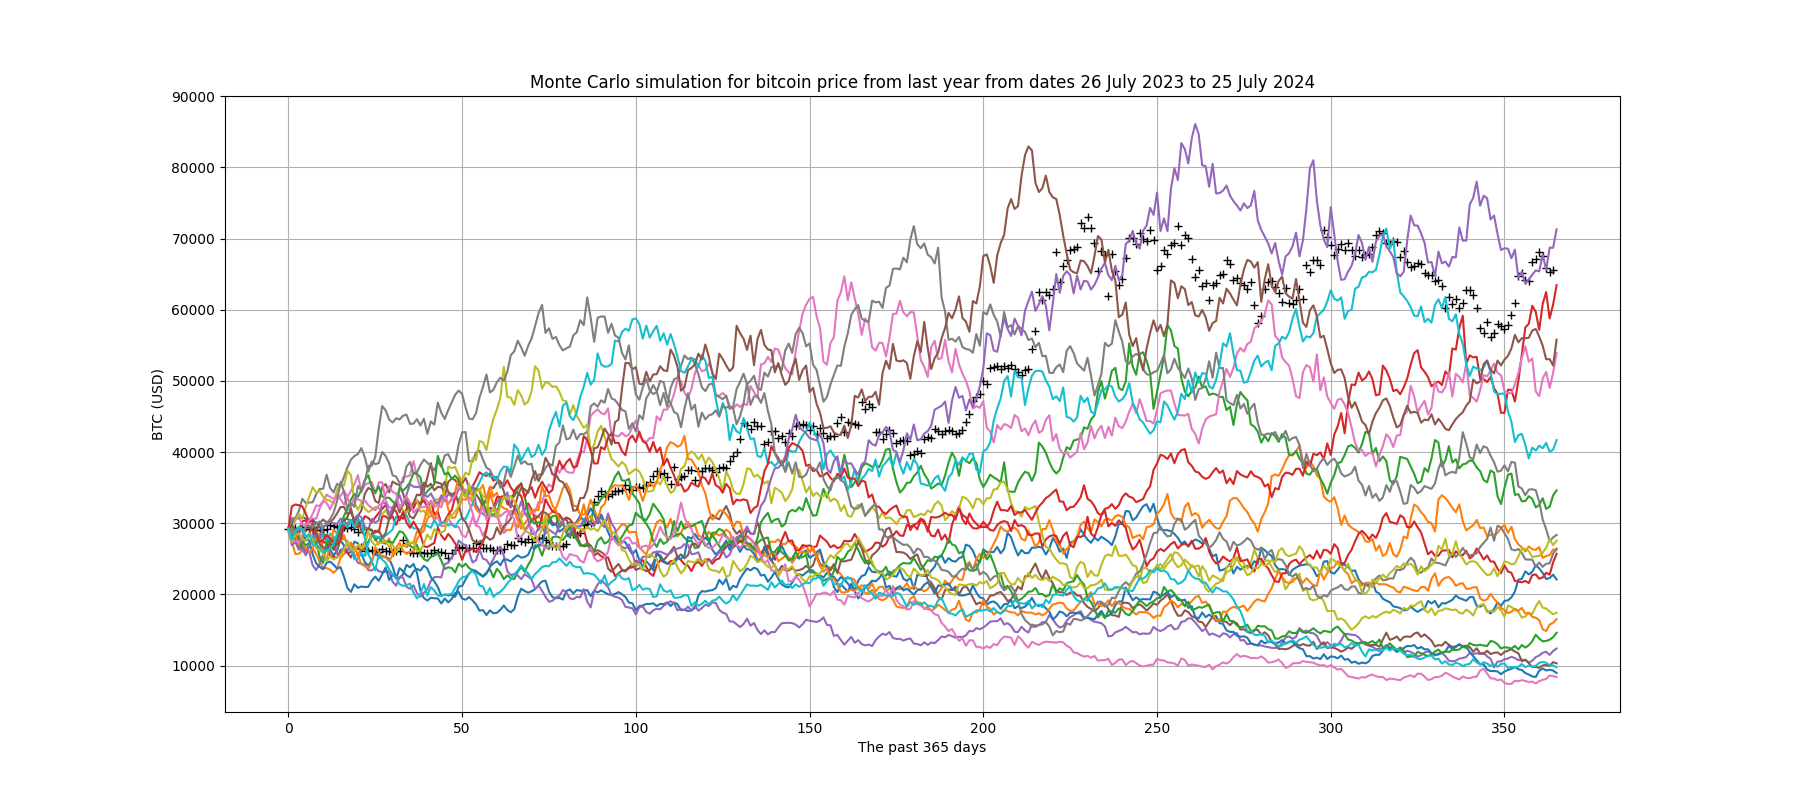 Monte Carlo simulation for bitcoin price from last year from dates 26 July 2023 to 25 July 2024
90000
80000
70000
60000
50000
40000
30000
20000
10000
BTC (USD)
0 50 100 150 200 250 300 350
The past 365 days